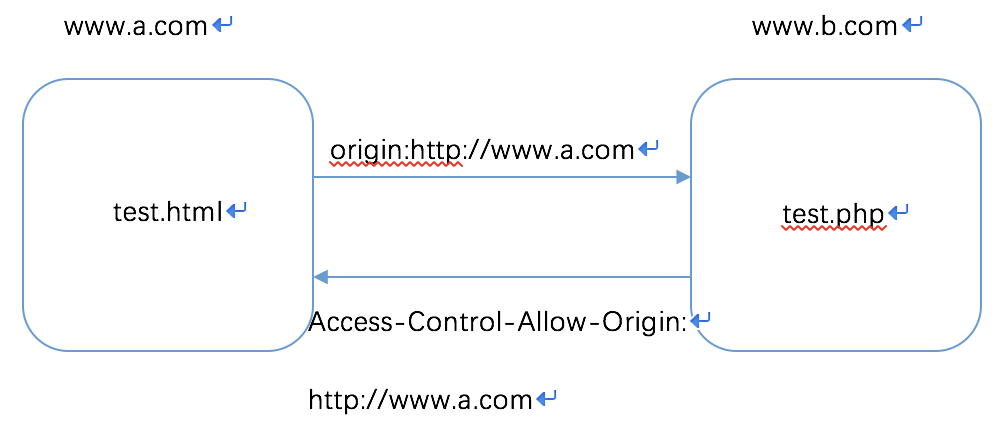 www.a.com
www.b.com
origin:http://www.a.com
test.html
test.php
Access-Control-Allow-Origin:
http://www.a.com